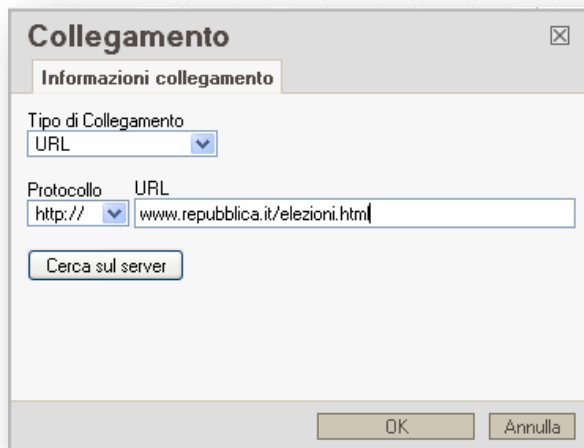 Collegamento
Informazioni collegamento
Tipo di Collegamento
URL
Protocollo URL
http:// www.repubblica.it/elezioni.html
Cerca sul server
OK Annulla